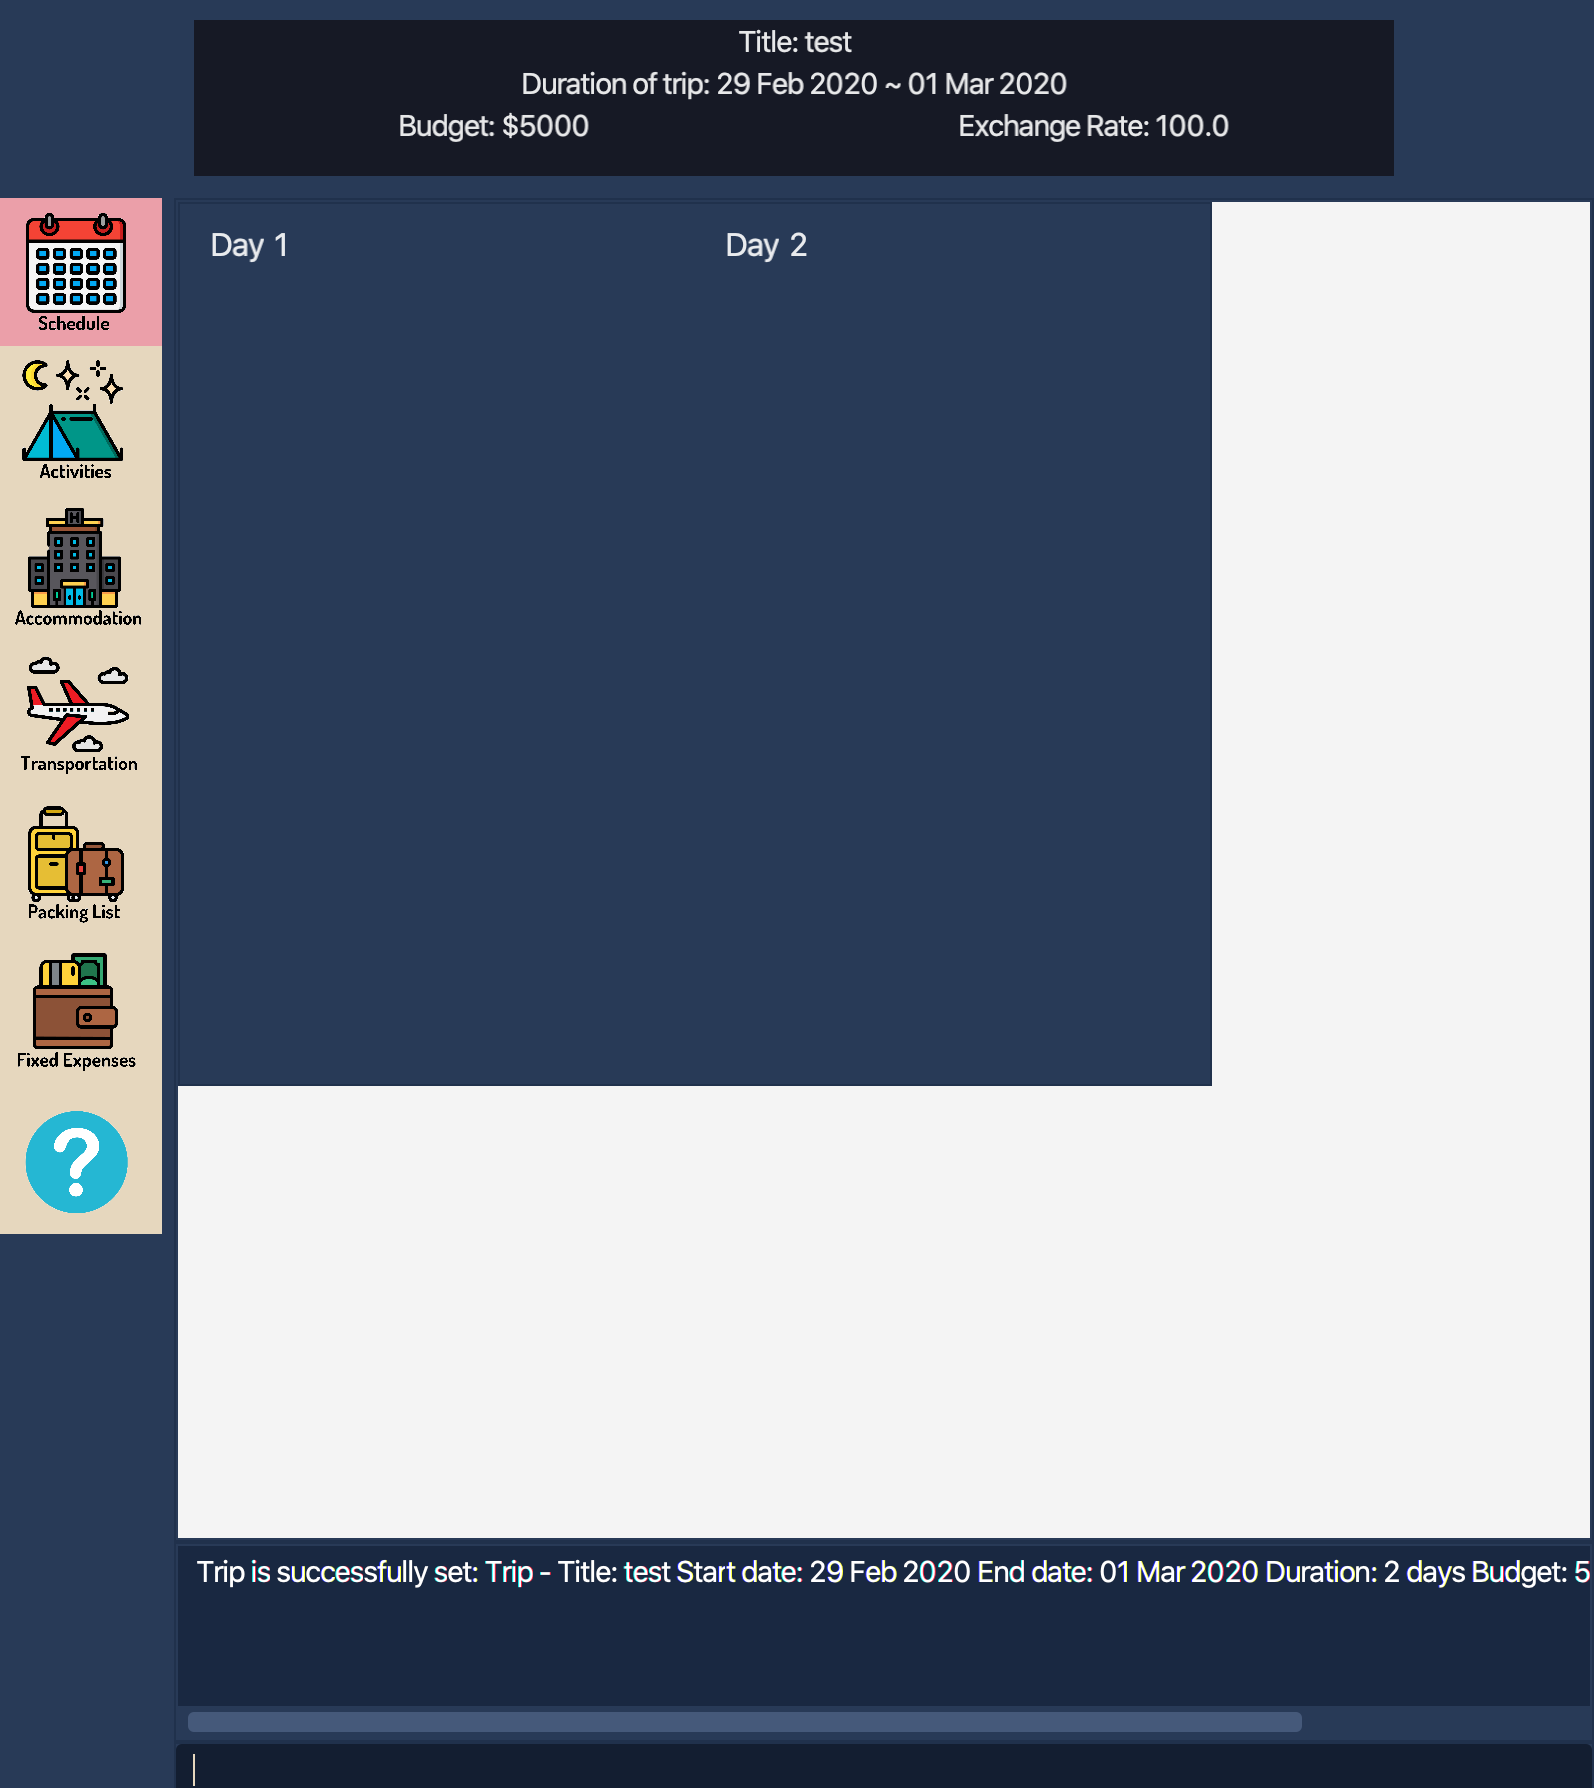 Title: test
Duration of trip: 29 Feb 2020 ~ 01 Mar 2020
Budget: $5000 Exchange Rate: 100.0
Schedule
Activities
H
Accommodation
Transportation
Packing List
Fixed Expenses
?
Day 1 Day 2
Trip is successfully set: Trip - Title: test Start date: 29 Feb 2020 End date: 01 Mar 2020 Duration: 2 days Budget: 5